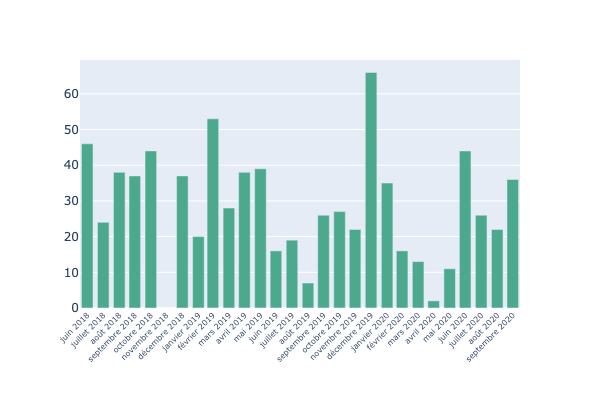 60
50
40
30
20
10
0
juin 2018
juillet 2018
août 2018
septembre 2018
octobre 2018
novembre 2018
décembre 2018
janvier 2019
février 2019
mars 2019
avril 2019
mai 2019
juin 2019
juillet 2019
août 2019
septembre 2019
octobre 2019
novembre 2019
décembre 2019
janvier 2020
février 2020
mars 2020
avril 2020
mai 2020
juin 2020
juillet 2020
août 2020
septembre 2020